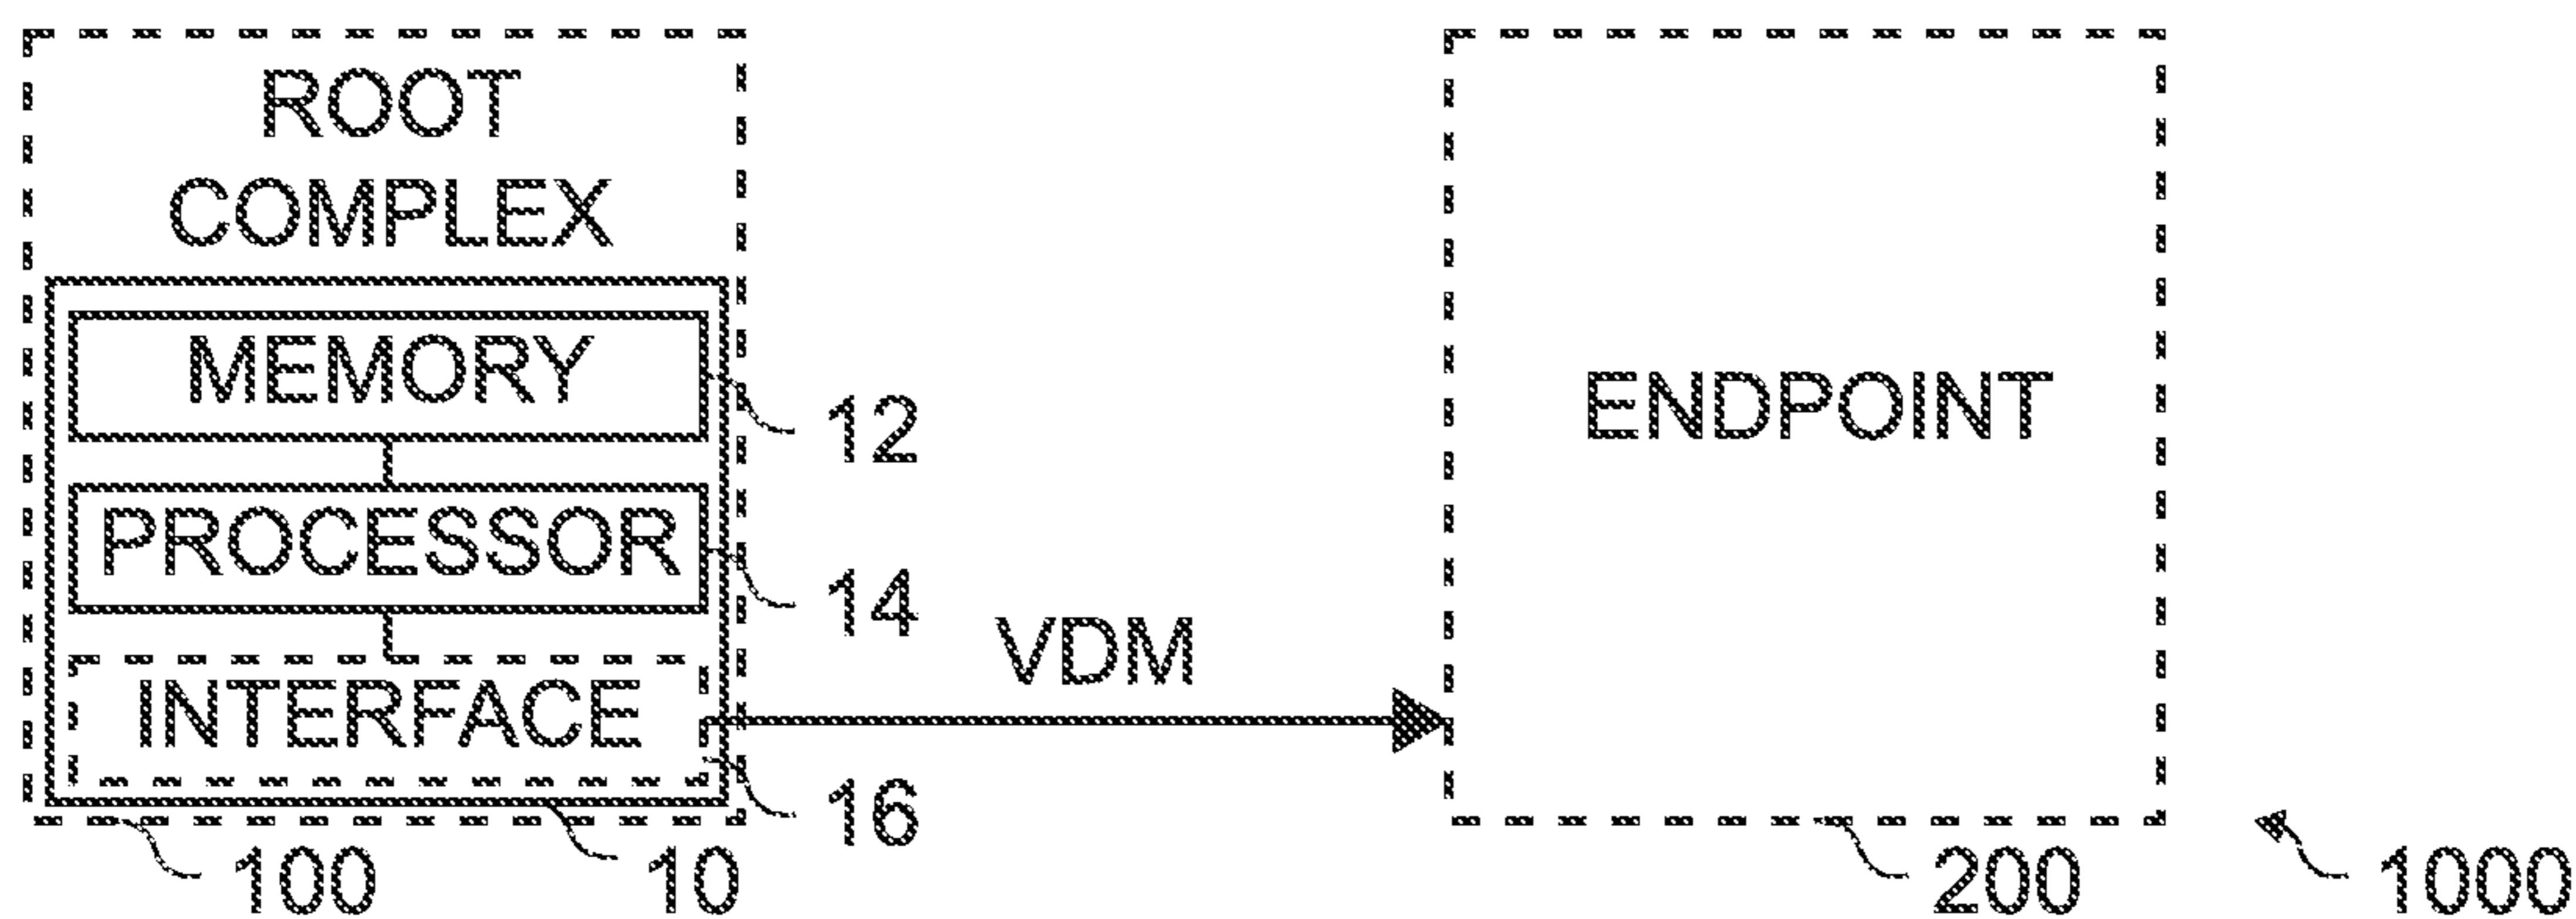 ROOT
COMPLEX
MEMORY
12
PROCESSOR
14
INTERFACE
16
100
10
VDM
ENDPOINT
200
1000